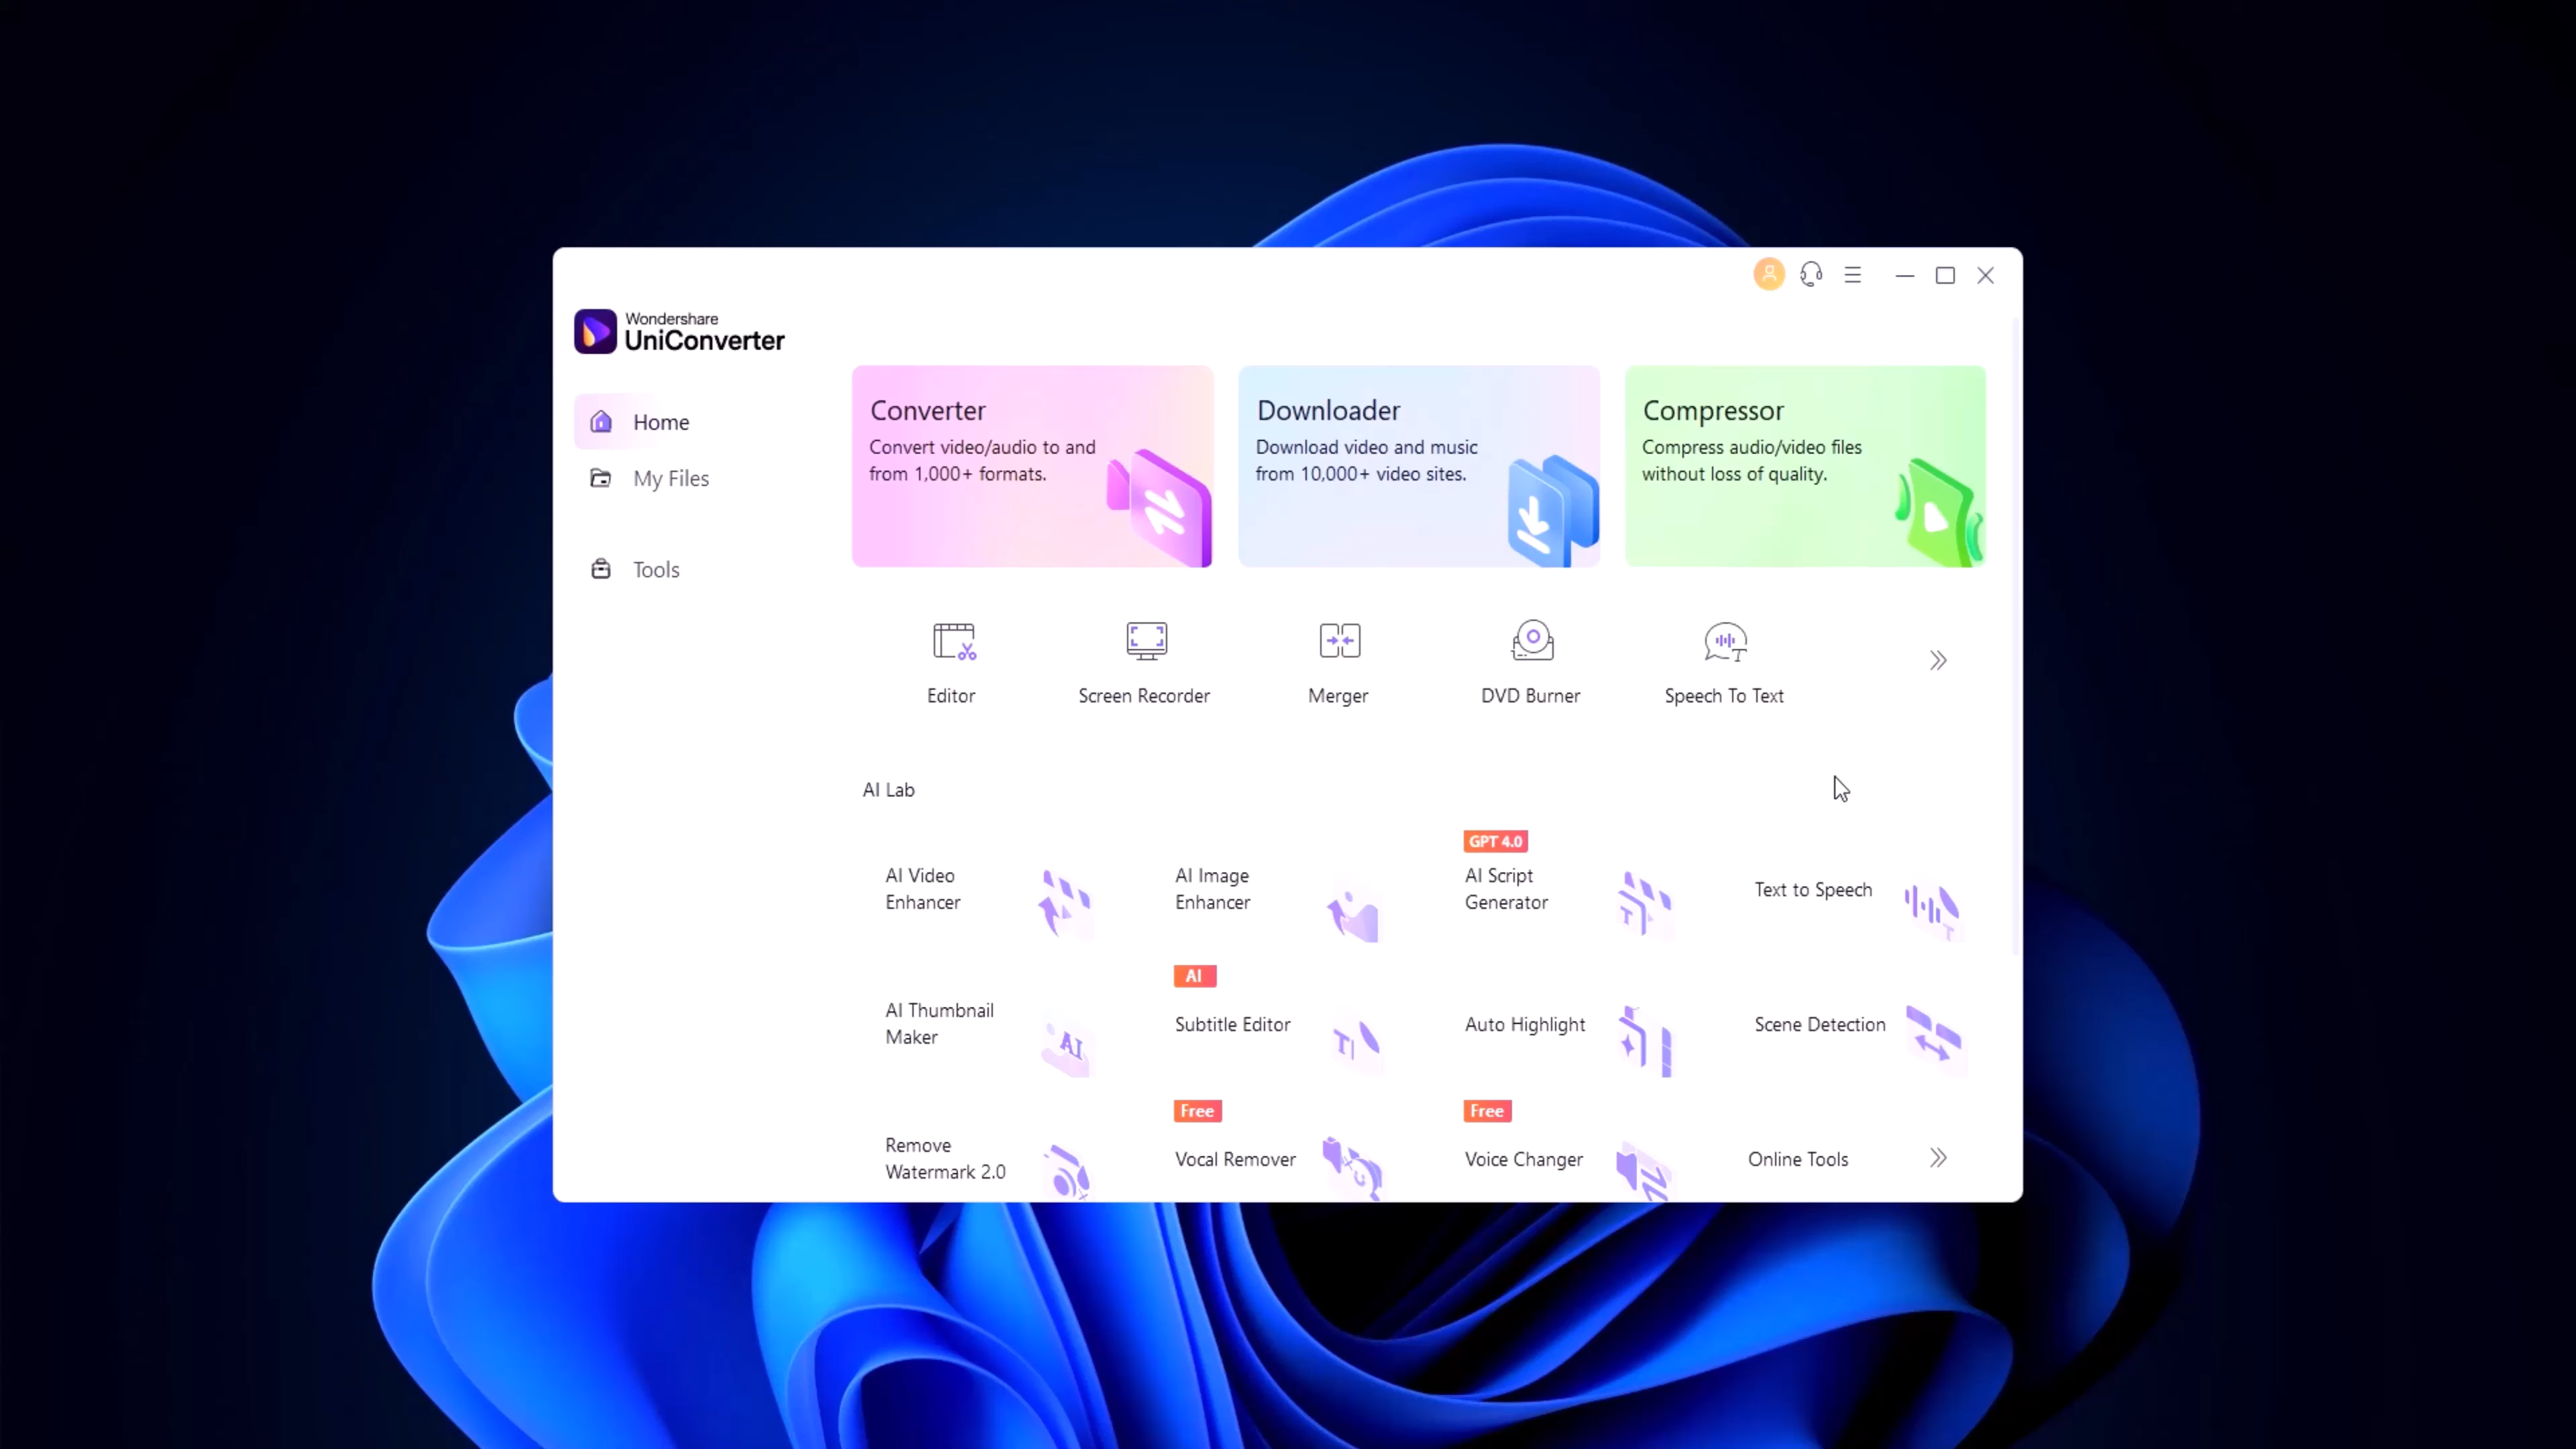 Wondershare
UniConverter
Home
My Files
Tools
Converter
Convert video/audio to and
from 1,000+ formats.
Downloader
Download video and music
from 10,000+ video sites.
Compressor
Compress audio/video files
without loss of quality.
Editor
Screen Recorder
Merger
DVD Burner
Speech To Text
T
AI Lab
AI Video
Enhancer
AI Image
Enhancer
GPT 4.0
AI Script
Generator
T
Text to Speech
T
AI Thumbnail
Maker
AI
AI
Subtitle Editor
T
Auto Highlight
Scene Detection
Remove
Watermark 2.0
Free
Vocal Remover
Free
Voice Changer
Online Tools